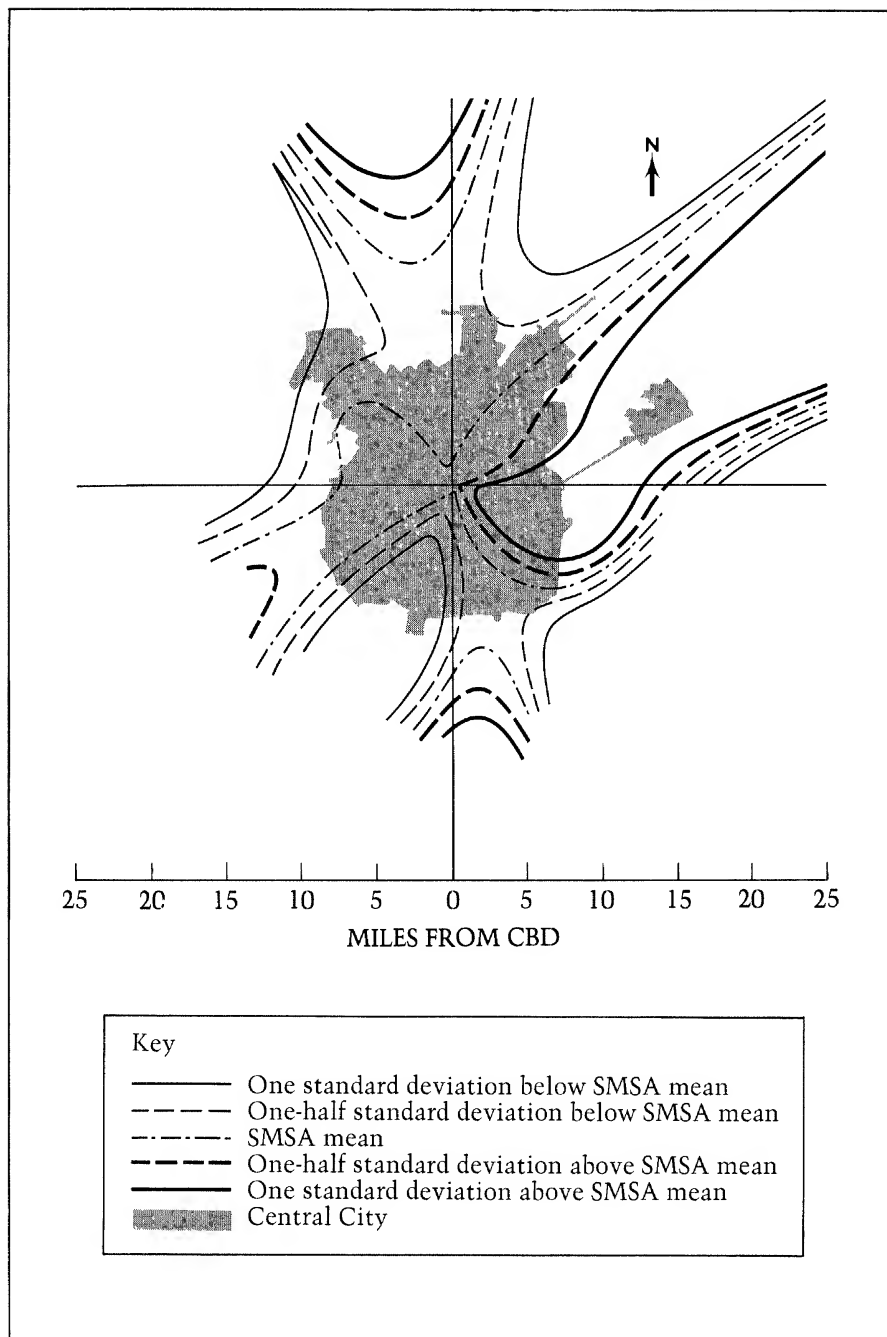 N
25 20 15 10 5 0 5 10 15 20 25
MILES FROM CBD
Key
One standard deviation below SMSA mean
One-half standard deviation below SMSA mean
SMSA mean
One-half standard deviation above SMSA mean
One standard deviation above SMSA mean
Central City